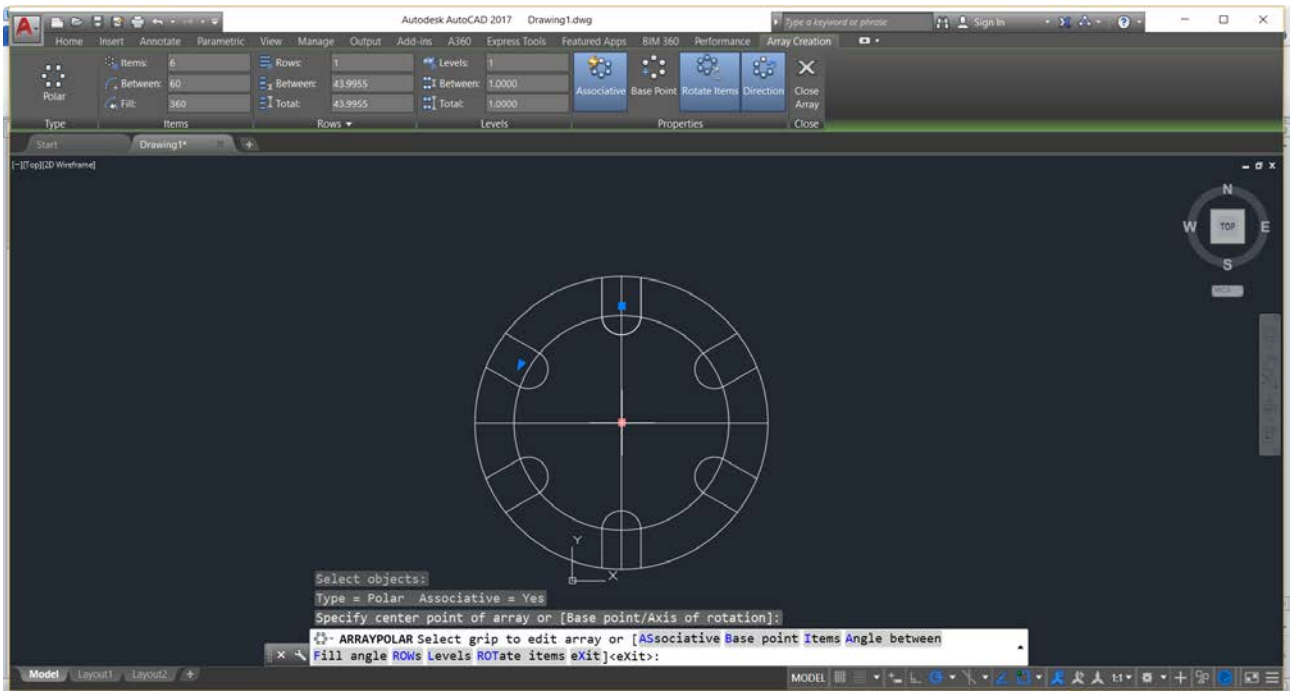 Autodesk AutoCAD 2017 Drawing1.dwg
Type a keyword or phrase
Sign In
Home Insert Annotate Parametric View Manage Output Add-ins A360 Express Tools Featured Apps BIM 360 Performance Array Creation
Items: 6 Rows: 1 Levels: 1
Between: 60 Between: 43.9955 Between: 1.0000
Fill: 360 Total: 43.9955 Total: 1.0000
Polar
Associative Base Point Rotate Items Direction
Close
Array
Type Items Rows Levels Properties Close
Start Drawing1*
[−][Top][2D Wireframe]
N
W TOP E
S
WCS
Y
X
Select objects:
Type = Polar Associative = Yes
Specify center point of array or [Base point/Axis of rotation]:
ARRAYPOLAR Select grip to edit array or [ASsociative Base point Items Angle between
Fill angle ROWs Levels ROTate items eXit]<eXit>:
Model Layout1 Layout2 +
MODEL 1:1